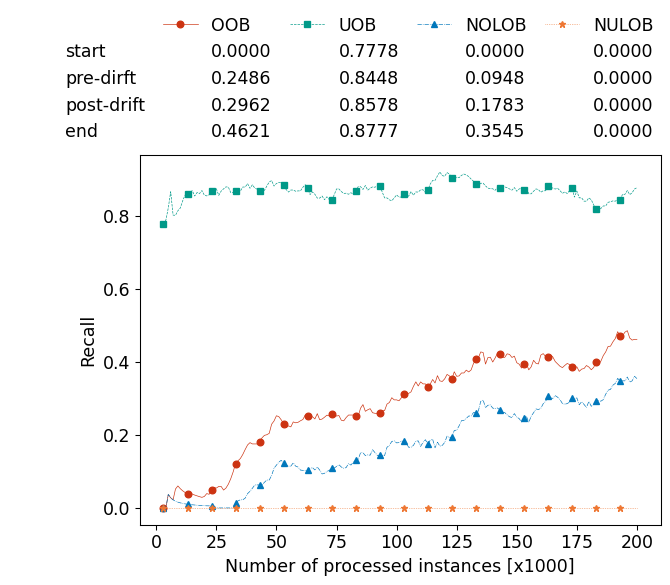 OOB UOB NOLOB NULOB
start 0.0000 0.7778 0.0000 0.0000
pre-dirft 0.2486 0.8448 0.0948 0.0000
post-drift 0.2962 0.8578 0.1783 0.0000
end 0.4621 0.8777 0.3545 0.0000
0.8
0.6
0.4
0.2
0.0
Recall
0 25 50 75 100 125 150 175 200
Number of processed instances [x1000]